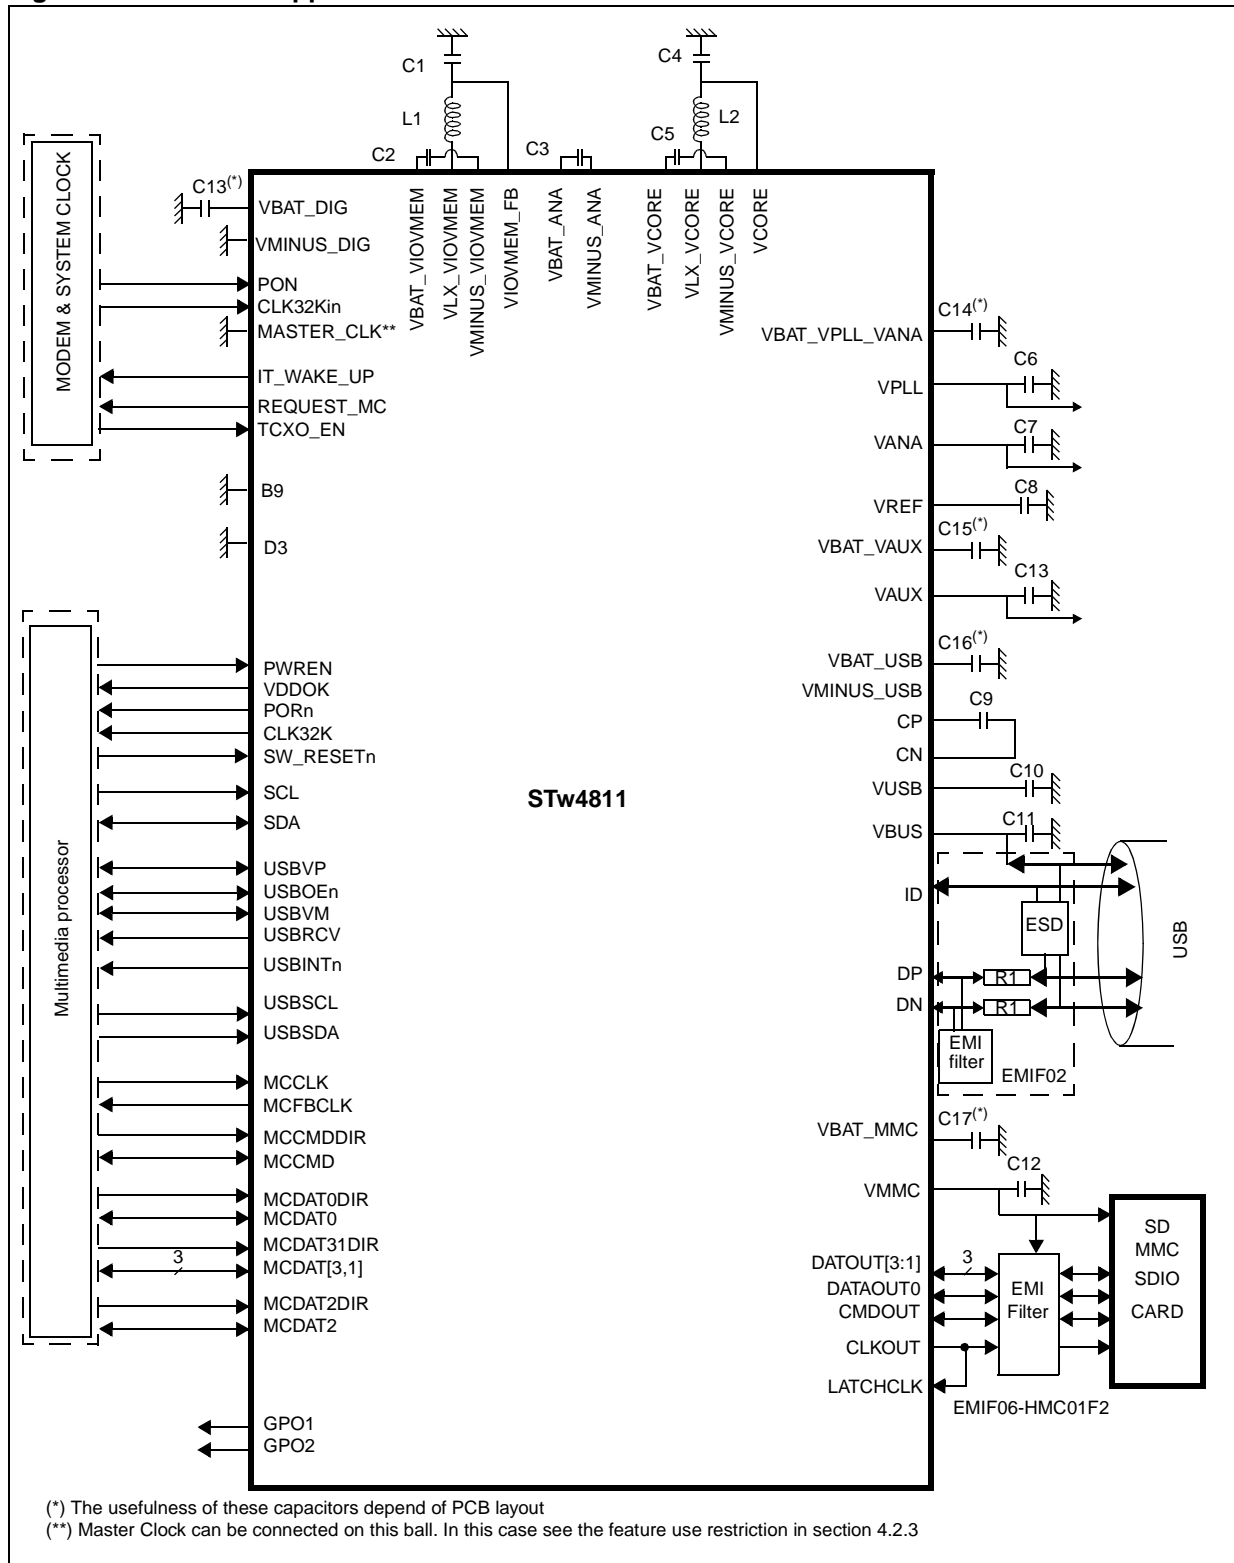 C1
C4
L1
L2
C2
C3
C5
MODEM & SYSTEM CLOCK
C13(*)
VBAT_DIG
VMINUS_DIG
PON
CLK32Kin
MASTER_CLK**
IT_WAKE_UP
REQUEST_MC
TCXO_EN
B9
D3
VBAT_VIOVMEM
VLX_VIOVMEM
VMINUS_VIOVMEM
VIOVMEM_FB
VBAT_ANA
VMINUS_ANA
VBAT_VCORE
VLX_VCORE
VMINUS_VCORE
VCORE
VBAT_VPLL_VANA
C14(*)
VPLL
C6
VANA
C7
VREF
C8
VBAT_VAUX
C15(*)
VAUX
C13
VBAT_USB
C16(*)
VMINUS_USB
CP
C9
CN
VUSB
C10
VBUS
C11
ID
ESD
USB
DP
R1
DN
R1
EMI
filter
EMIF02
Multimedia processor
PWREN
VDDOK
PORn
CLK32K
SW_RESETn
SCL
SDA
USBVP
USBOEn
USBVM
USBRCV
USBINTn
USBSCL
USBSDA
MCCLK
MCFBCLK
MCCMDDIR
MCCMD
MCDAT0DIR
MCDAT0
MCDAT31DIR
3
MCDAT[3,1]
MCDAT2DIR
MCDAT2
GPO1
GPO2
STw4811
VBAT_MMC
C17(*)
VMMC
C12
DATOUT[3:1]
3
DATAOUT0
CMDOUT
CLKOUT
LATCHCLK
EMI
Filter
SD
MMC
SDIO
CARD
EMIF06-HMC01F2
(*) The usefulness of these capacitors depend of PCB layout
(**) Master Clock can be connected on this ball. In this case see the feature use restriction in section 4.2.3